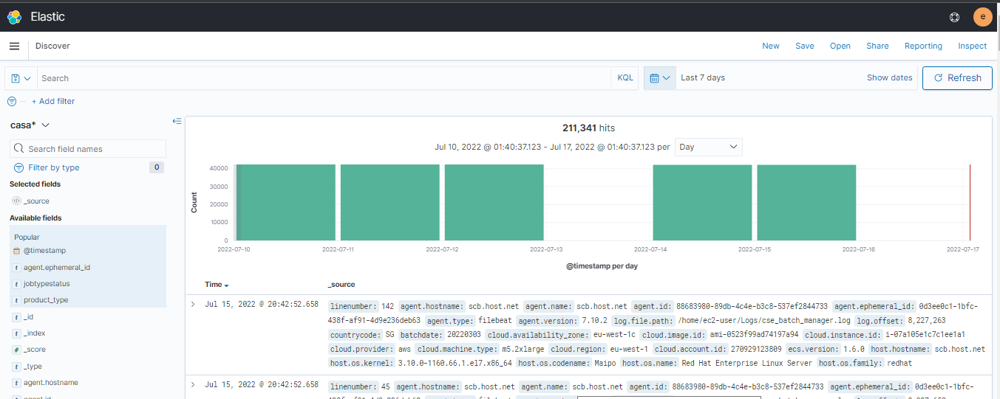 Elastic
e
Discover
New Save Open Share Reporting Inspect
Search
KQL
Last 7 days
Show dates
Refresh
+ Add filter
casa*
Search field names
Filter by type 0
Selected fields
_source
Available fields
Popular
@timestamp
t agent.ephemeral_id
t jobtypestatus
t product_type
t _id
t _index
# _score
t _type
t agent.hostname
211,341 hits
Jul 10, 2022 @ 01:40:37.123 - Jul 17, 2022 @ 01:40:37.123 per Day
Count
40000
30000
20000
10000
0
2022-07-10 2022-07-11 2022-07-12 2022-07-13 2022-07-14 2022-07-15 2022-07-16 2022-07-17
@timestamp per day
Time _source
Jul 15, 2022 @ 20:42:52.658 linenumber: 142 agent.hostname: scb.host.net agent.name: scb.host.net agent.id: 88683980-89db-4c4e-b3c8-537ef2844733 agent.ephemeral_id: 0d3ee0c1-1bfc-
438f-af91-4d9e236deb63 agent.type: filebeat agent.version: 7.10.2 log.file.path: /home/ec2-user/Logs/cse_batch_manager.log log.offset: 8,227,263
countrycode: SG batchdate: 20220303 cloud.availability_zone: eu-west-1c cloud.image.id: ami-0523f99ad74197a94 cloud.instance.id: i-07a105e1c7c1ee1a1
cloud.provider: aws cloud.machine.type: m5.2xlarge cloud.region: eu-west-1 cloud.account.id: 270929123809 ecs.version: 1.6.0 host.hostname: scb.host.net
host.os.kernel: 3.10.0-1160.66.1.el7.x86_64 host.os.codename: Maipo host.os.name: Red Hat Enterprise Linux Server host.os.family: redhat
Jul 15, 2022 @ 20:42:52.658 linenumber: 45 agent.hostname: scb.host.net agent.name: scb.host.net agent.id: 88683980-89db-4c4e-b3c8-537ef2844733 agent.ephemeral_id: 0d3ee0c1-1bfc-